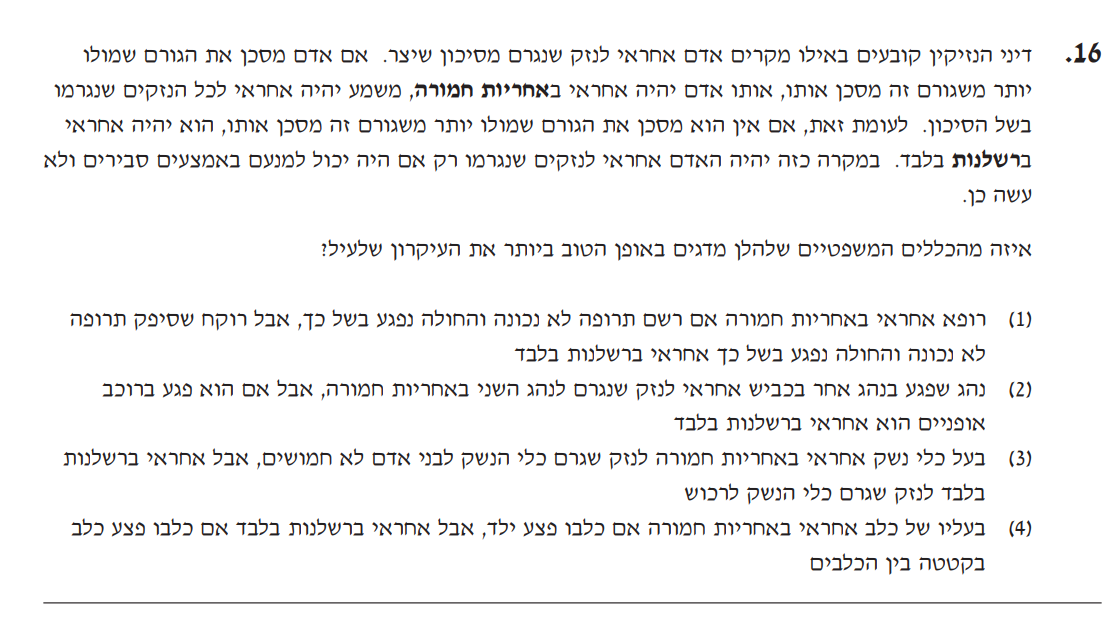 16. דיני הנזיקין קובעים באילו מקרים אדם אחראי לנזק שנגרם מסיכון שיצר. אם אדם מסכן את הגורם שמולו
יותר משגורם זה מסכן אותו, אותו אדם יהיה אחראי באחריות חמורה, משמע יהיה אחראי לכל הנזקים שנגרמו
בשל הסיכון. לעומת זאת, אם אין הוא מסכן את הגורם שמולו יותר משגורם זה מסכן אותו, הוא יהיה אחראי
ברשלנות בלבד. במקרה כזה יהיה האדם אחראי לנזקים שנגרמו רק אם היה יכול למנעם באמצעים סבירים ולא
עשה כן.
איזה מהכללים המשפטיים שלהלן מדגים באופן הטוב ביותר את העיקרון שלעיל?
(1) רופא אחראי באחריות חמורה אם רשם תרופה לא נכונה והחולה נפגע בשל כך, אבל רוקח שסיפק תרופה
לא נכונה והחולה נפגע בשל כך אחראי ברשלנות בלבד
(2) נהג שפגע בנהג אחר בכביש אחראי לנזק שנגרם לנהג השני באחריות חמורה, אבל אם הוא פגע ברוכב
אופניים הוא אחראי ברשלנות בלבד
(3) בעל כלי נשק אחראי באחריות חמורה לנזק שגרם כלי הנשק לבני אדם לא חמושים, אבל אחראי ברשלנות
בלבד לנזק שגרם כלי הנשק לרכוש
(4) בעליו של כלב אחראי באחריות חמורה אם כלבו פצע ילד, אבל אחראי ברשלנות בלבד אם כלבו פצע כלב
בקטטה בין הכלבים